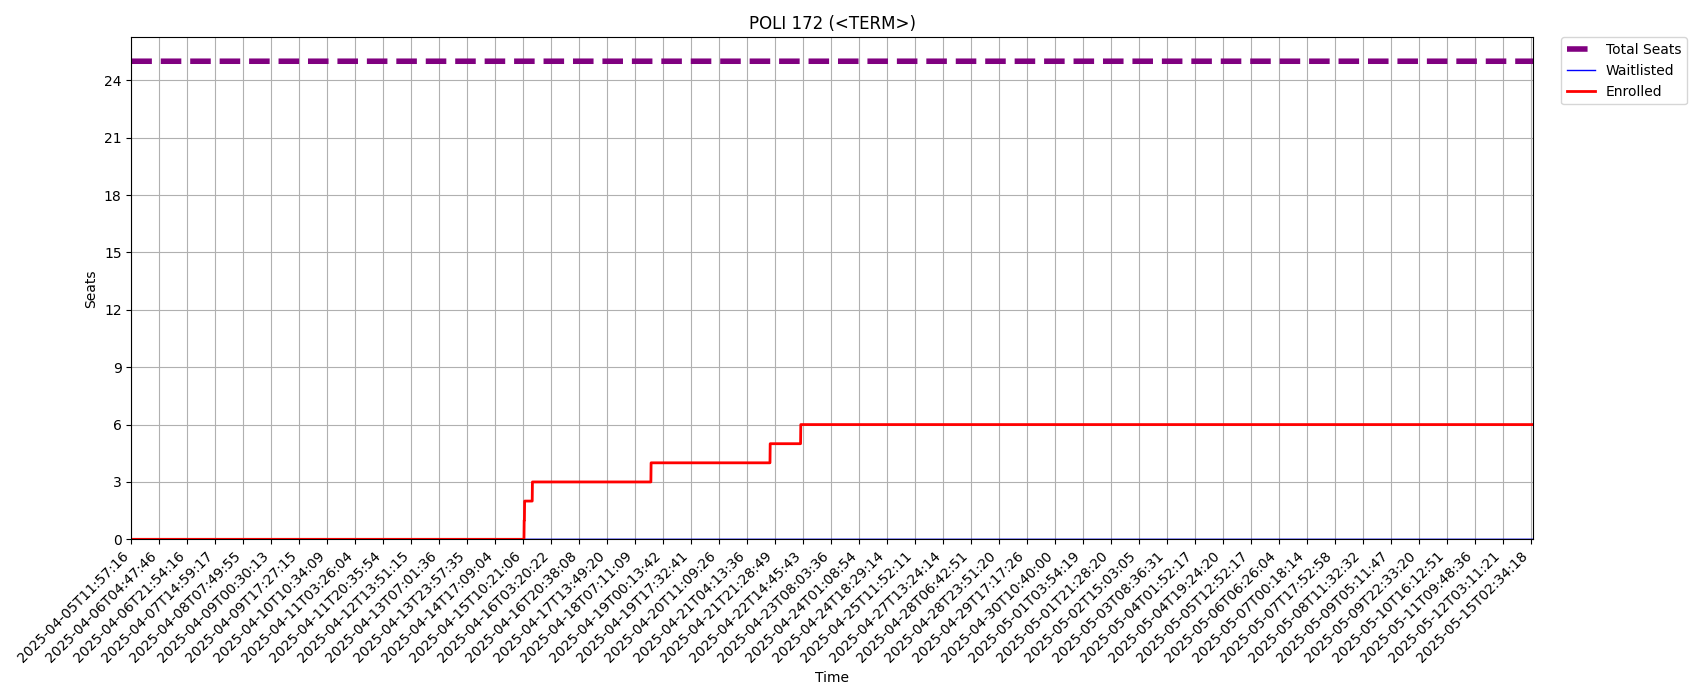 POLI 172 (<TERM>)
Total Seats
Waitlisted
Enrolled
24
21
18
15
12
9
6
3
0
Seats
2025-04-05T11:57:16
2025-04-06T04:47:46
2025-04-06T21:54:16
2025-04-07T14:59:17
2025-04-08T07:49:55
2025-04-09T00:30:13
2025-04-09T17:27:15
2025-04-10T10:34:09
2025-04-11T03:26:04
2025-04-11T20:35:54
2025-04-12T13:51:15
2025-04-13T07:01:36
2025-04-13T23:57:35
2025-04-14T17:09:04
2025-04-15T10:21:06
2025-04-16T03:20:22
2025-04-16T20:38:08
2025-04-17T13:49:20
2025-04-18T07:11:09
2025-04-19T00:13:42
2025-04-19T17:32:41
2025-04-20T11:09:26
2025-04-21T04:13:36
2025-04-21T21:28:49
2025-04-22T14:45:43
2025-04-23T08:03:36
2025-04-24T01:08:54
2025-04-24T18:29:14
2025-04-25T11:52:11
2025-04-27T13:24:14
2025-04-28T06:42:51
2025-04-28T23:51:20
2025-04-29T17:17:26
2025-04-30T10:40:00
2025-05-01T03:54:19
2025-05-01T21:28:20
2025-05-02T15:03:05
2025-05-03T08:36:31
2025-05-04T01:52:17
2025-05-04T19:24:20
2025-05-05T12:52:17
2025-05-06T06:26:04
2025-05-07T00:18:14
2025-05-07T17:52:58
2025-05-08T11:32:32
2025-05-09T05:11:47
2025-05-09T22:33:20
2025-05-10T16:12:51
2025-05-11T09:48:36
2025-05-12T03:11:21
2025-05-15T02:34:18
Time